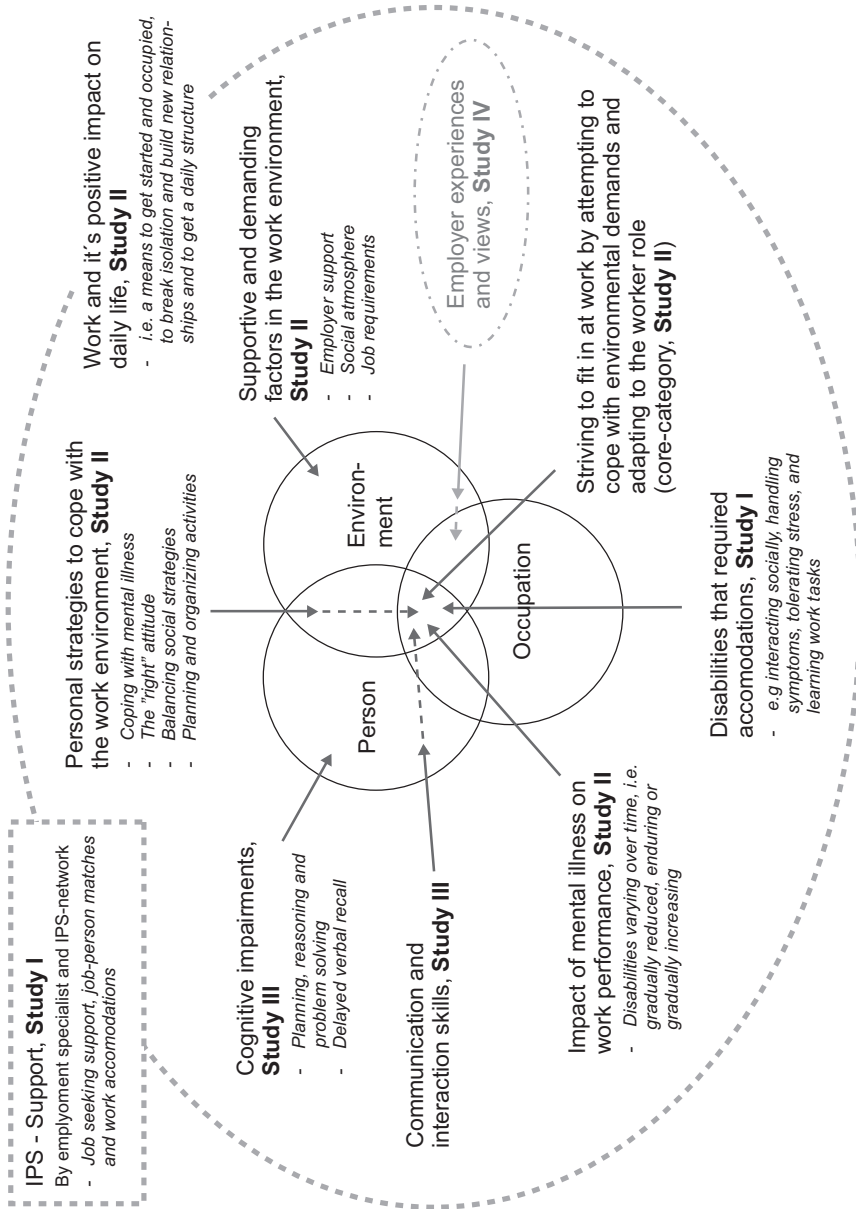 IPS - Support, Study I
By emplyoment specialist and IPS-network
- Job seeking support, job-person matches
and work accomodations
Personal strategies to cope with
the work environment, Study II
- Coping with mental illness
- The ”right” attitude
- Balancing social strategies
- Planning and organizing activities
Work and it´s positive impact on
daily life, Study II
- i.e. a means to get started and occupied,
to break isolation and build new relation-
ships and to get a daily structure
Cognitive impairments,
Study III
- Planning, reasoning and
problem solving
- Delayed verbal recall
Supportive and demanding
factors in the work environment,
Study II
- Employer support
- Social atmosphere
- Job requirements
Person
Environ-
ment
Occupation
Communication and
interaction skills, Study III
Employer experiences
and views, Study IV
Impact of mental illness on
work performance, Study II
- Disabilities varying over time, i.e.
gradually reduced, enduring or
gradually increasing
Disabilities that required
accomodations, Study I
- e.g interacting socially, handling
symptoms, tolerating stress, and
learning work tasks
Striving to fit in at work by attempting to
cope with environmental demands and
adapting to the worker role
(core-category, Study II)